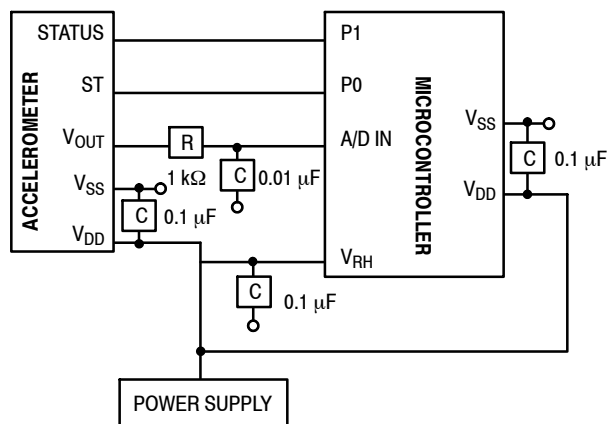 ACCELEROMETER
STATUS
ST
VOUT
VSS
VDD
R
1 kΩ
C
0.01 μF
C
0.1 μF
C
0.1 μF
P1
P0
A/D IN
VRH
MICROCONTROLLER
VSS
VDD
C
0.1 μF
POWER SUPPLY